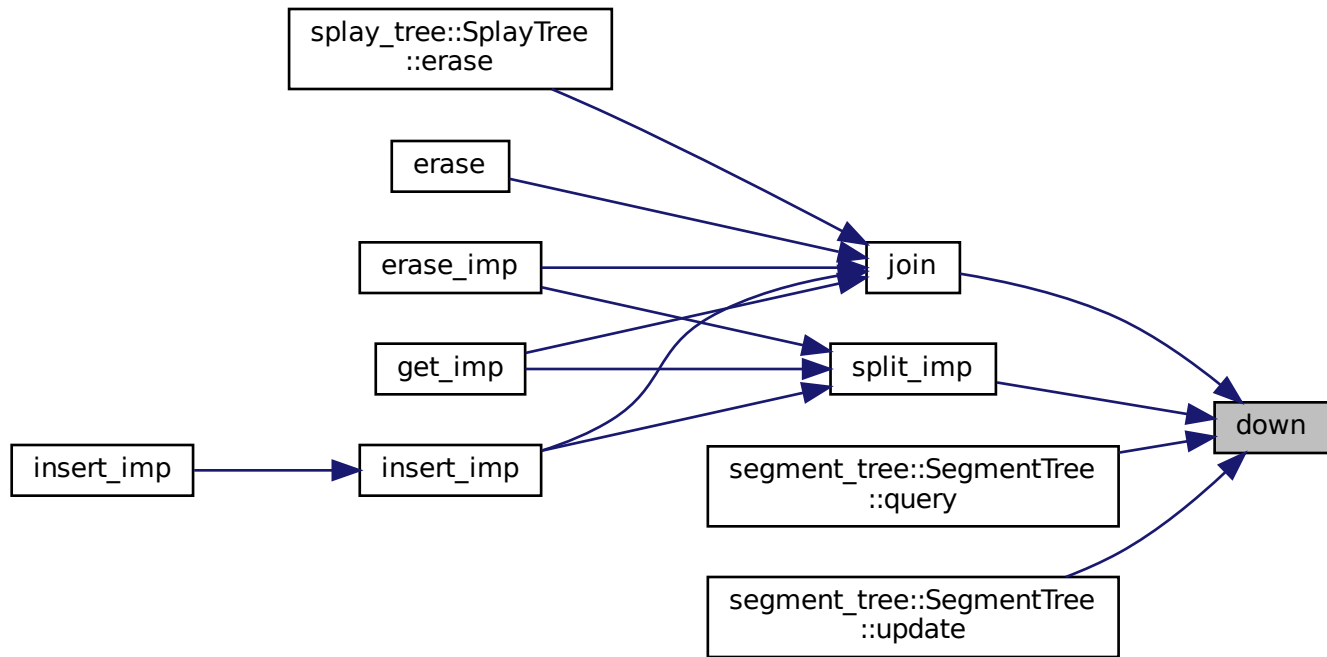 splay_tree::SplayTree
::erase
erase
erase_imp
join
get_imp
split_imp
down
insert_imp
insert_imp
segment_tree::SegmentTree
::query
segment_tree::SegmentTree
::update